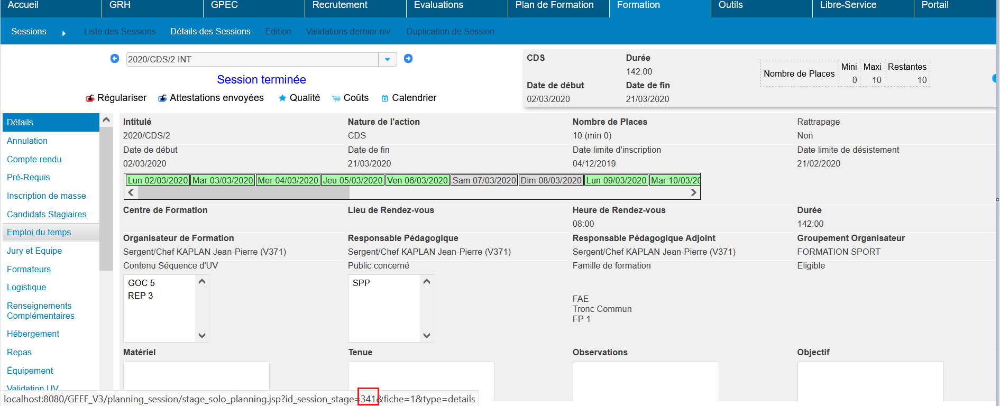 Accueil GRH GPEC Recrutement Evaluations Plan de Formation Formation Outils Libre-Service Portail
Sessions Liste des Sessions Détails des Sessions Edition Validations dernier niv. Duplication de Session
2020/CDS/2 INT
Session terminée
Régulariser Attestations envoyées Qualité Coûts Calendrier
CDS Durée
142:00
Date de début Date de fin
02/03/2020 21/03/2020
Nombre de Places Mini Maxi Restantes
0 10 10
Détails
Annulation
Compte rendu
Pré-Requis
Inscription de masse
Candidats Stagiaires
Emploi du temps
Jury et Equipe
Formateurs
Logistique
Renseignements
Complémentaires
Hébergement
Repas
Équipement
Validation UV
Intitulé Nature de l'action Nombre de Places Rattrapage
2020/CDS/2 CDS 10 (min 0) Non
Date de début Date de fin Date limite d'inscription Date limite de désistement
02/03/2020 21/03/2020 04/12/2019 21/02/2020
Lun 02/03/2020 Mar 03/03/2020 Mer 04/03/2020 Jeu 05/03/2020 Ven 06/03/2020 Sam 07/03/2020 Dim 08/03/2020 Lun 09/03/2020 Mar 10/03/20
Centre de Formation Lieu de Rendez-vous Heure de Rendez-vous Durée
08:00 142:00
Organisateur de Formation Responsable Pédagogique Responsable Pédagogique Adjoint Groupement Organisateur
Sergent/Chef KAPLAN Jean-Pierre (V371) Sergent/Chef KAPLAN Jean-Pierre (V371) Sergent/Chef KAPLAN Jean-Pierre (V371) FORMATION SPORT
Contenu Séquence d'UV Public concerné Famille de formation Eligible
GOC 5 SPP
REP 3
FAE
Tronc Commun
FP 1
Matériel Tenue Observations Objectif
localhost:8080/GEEF_V3/planning_session/stage_solo_planning.jsp?id_session_stage=341&fiche=1&type=details